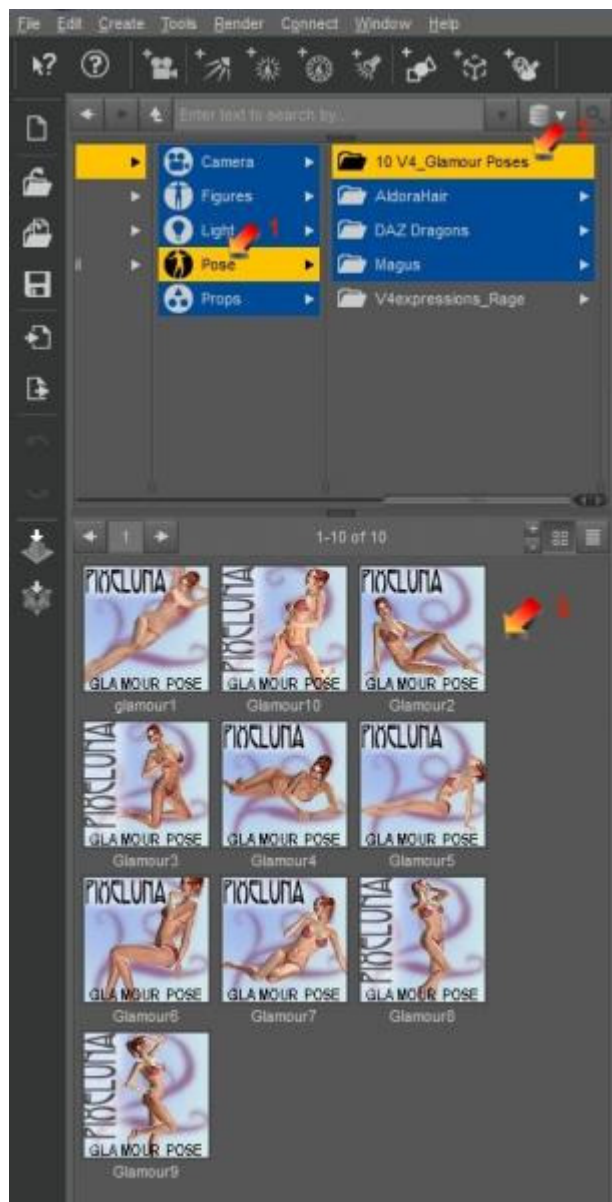 File Edit Create Tools Render Connect Window Help
Enter text to search by...
Camera
Figures
Light
Pose
Props
1
2
10 V4_Glamour Poses
AldoraHair
DAZ Dragons
Magus
V4expressions_Rage
1
1-10 of 10
PIXELUNA
GLAMOUR POSE
glamour1
PIXELUNA
GLAMOUR POSE
Glamour10
PIXELUNA
GLAMOUR POSE
Glamour2
PIXELUNA
GLAMOUR POSE
Glamour3
PIXELUNA
GLAMOUR POSE
Glamour4
PIXELUNA
GLAMOUR POSE
Glamour5
PIXELUNA
GLAMOUR POSE
Glamour6
PIXELUNA
GLAMOUR POSE
Glamour7
PIXELUNA
GLAMOUR POSE
Glamour8
PIXELUNA
GLAMOUR POSE
Glamour9